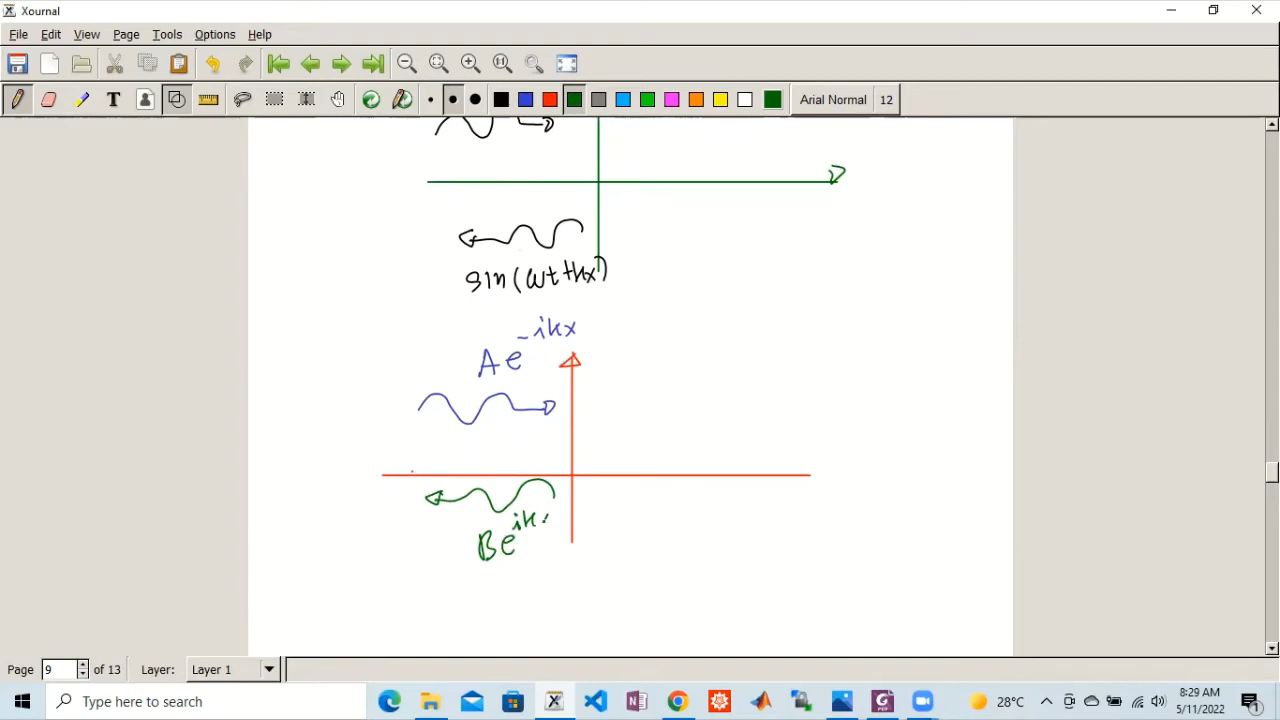 Xournal
File Edit View Page Tools Options Help
T Arial Normal 12
sin(ωt+kx)
Ae^-ikx
Be^ik
Page 9 of 13 Layer: Layer 1
Type here to search
28°C
8:29 AM
5/11/2022